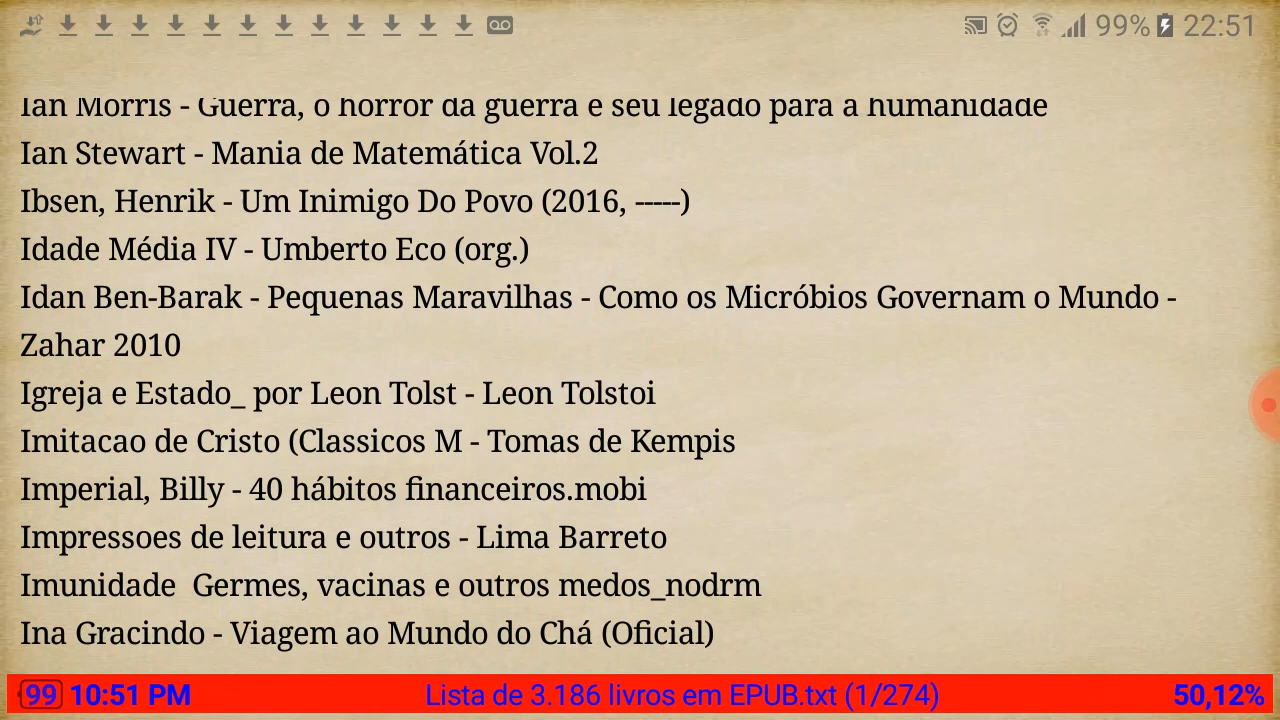 99% 22:51
Ian Morris - Guerra, o horror da guerra e seu legado para a humanidade
Ian Stewart - Mania de Matemática Vol.2
Ibsen, Henrik - Um Inimigo Do Povo (2016, -----)
Idade Média IV - Umberto Eco (org.)
Idan Ben-Barak - Pequenas Maravilhas - Como os Micróbios Governam o Mundo -
Zahar 2010
Igreja e Estado_ por Leon Tolst - Leon Tolstoi
Imitacao de Cristo (Classicos M - Tomas de Kempis
Imperial, Billy - 40 hábitos financeiros.mobi
Impressoes de leitura e outros - Lima Barreto
Imunidade  Germes, vacinas e outros medos_nodrm
Ina Gracindo - Viagem ao Mundo do Chá (Oficial)
99 10:51 PM Lista de 3.186 livros em EPUB.txt (1/274) 50,12%